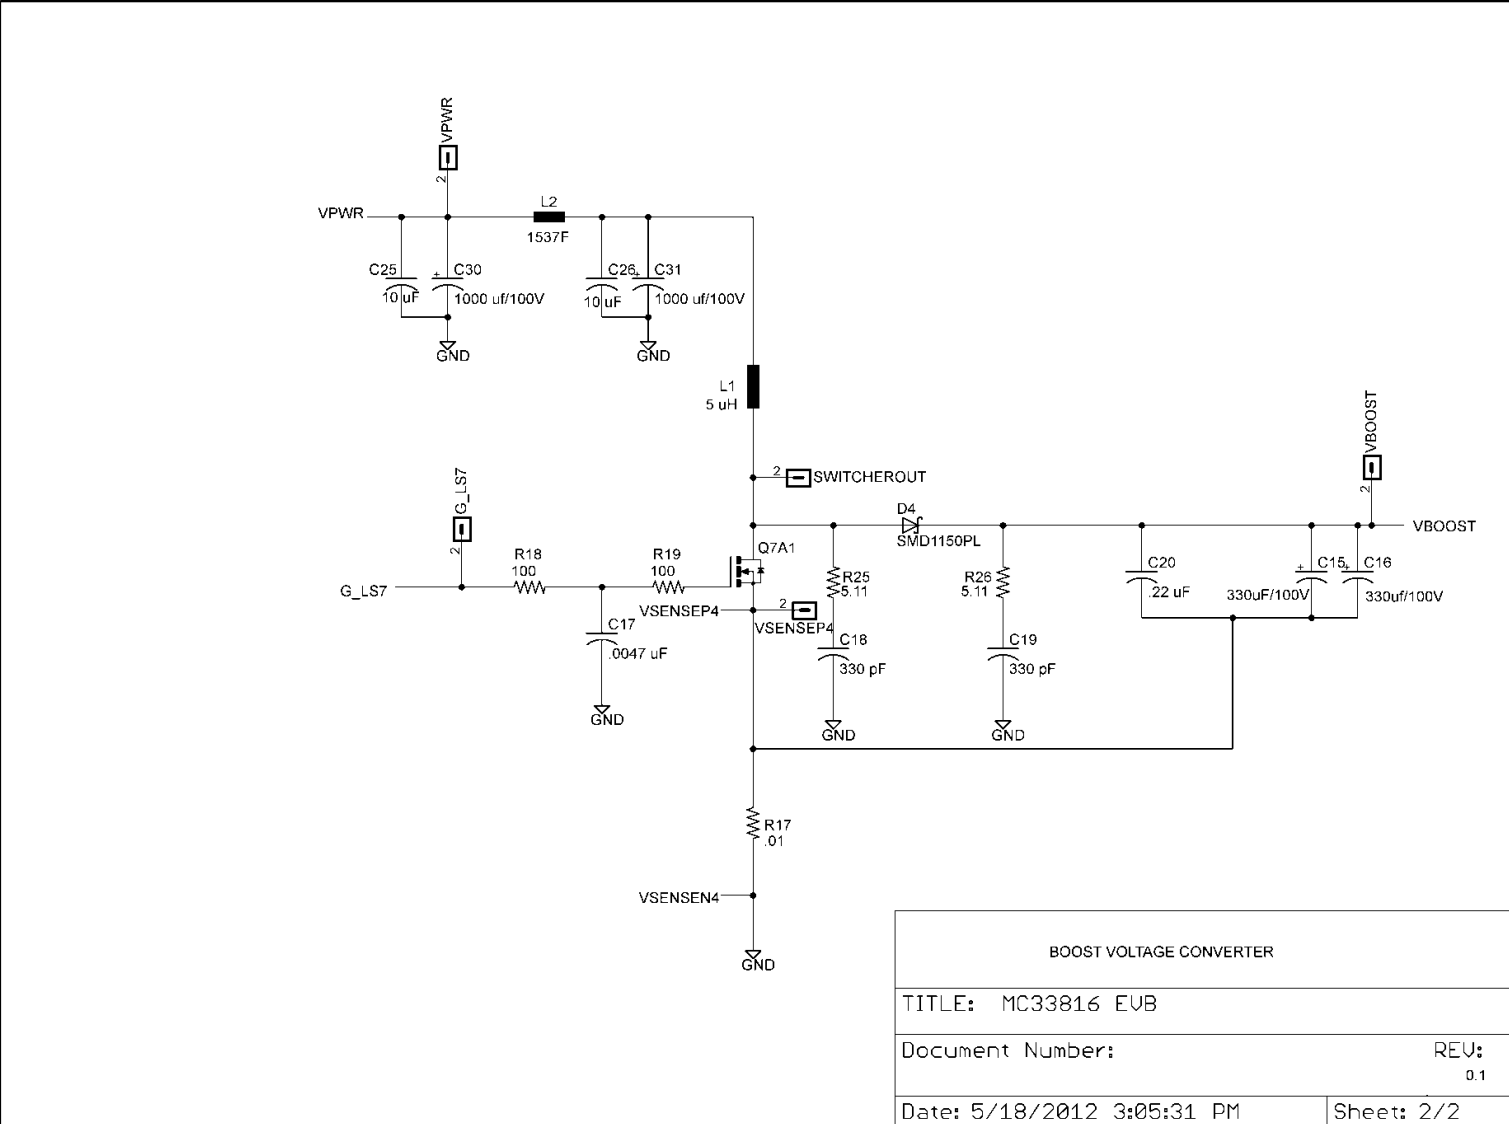 VPWR
2
VPWR
L2
1537F
C25
10 uF
+
C30
1000 uf/100V
C26
10 uF
+
C31
1000 uf/100V
GND
GND
L1
5 uH
VBOOST
2
2
SWITCHEROUT
G_LS7
2
D4
SMD1150PL
VBOOST
Q7A1
R18
100
R19
100
G_LS7
R25
5.11
R26
5.11
C20
.22 uF
+
C15
330uF/100V
+
C16
330uf/100V
VSENSEP4
2
VSENSEP4
C17
.0047 uF
C18
330 pF
C19
330 pF
GND
GND
GND
R17
.01
VSENSEN4
GND
BOOST VOLTAGE CONVERTER
TITLE: MC33816 EVB
Document Number:
REV:
0.1
Date: 5/18/2012 3:05:31 PM
Sheet: 2/2